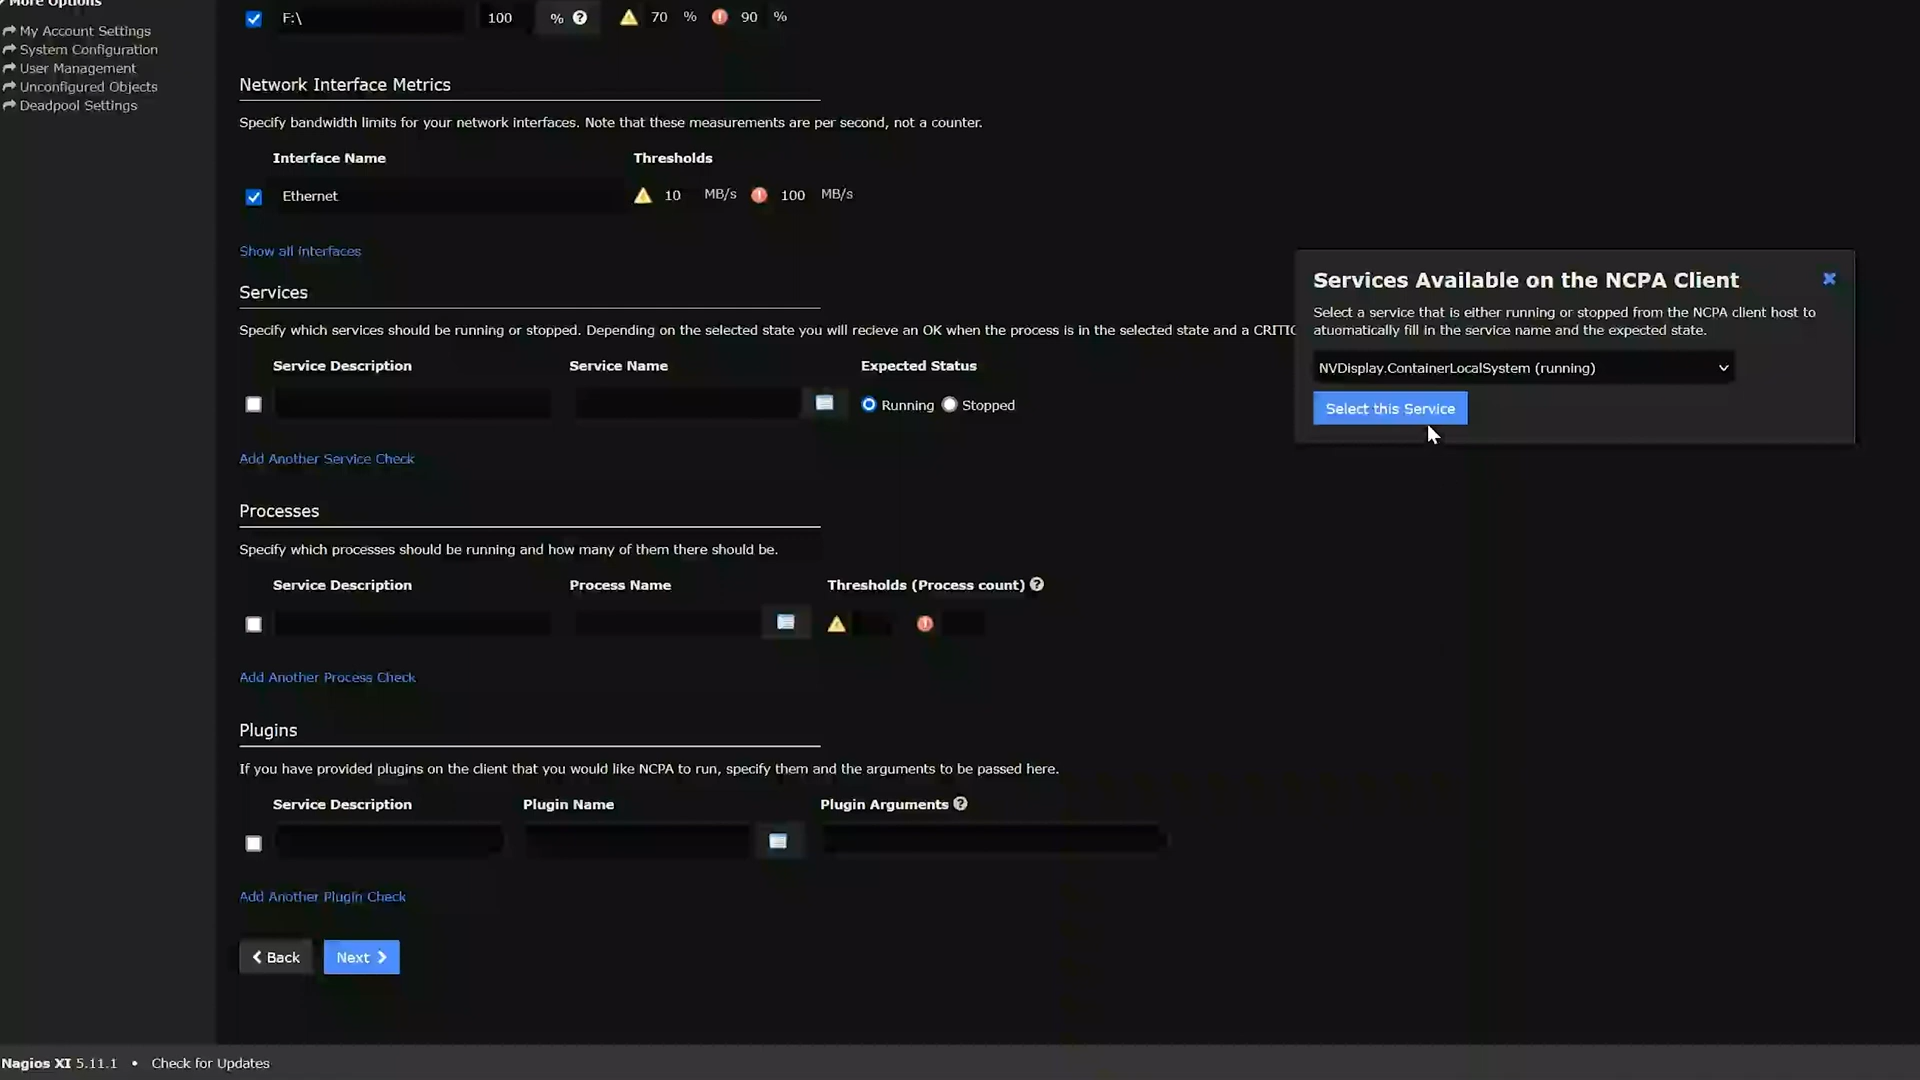 More Options
My Account Settings
System Configuration
User Management
Unconfigured Objects
Deadpool Settings
F:\ 100 % 70 % 90 %
Network Interface Metrics
Specify bandwidth limits for your network interfaces. Note that these measurements are per second, not a counter.
Interface Name Thresholds
Ethernet 10 MB/s 100 MB/s
Show all interfaces
Services
Specify which services should be running or stopped. Depending on the selected state you will recieve an OK when the process is in the selected state and a CRITIC
Service Description Service Name Expected Status
Running Stopped
Add Another Service Check
Services Available on the NCPA Client
Select a service that is either running or stopped from the NCPA client host to
atuomatically fill in the service name and the expected state.
NVDisplay.ContainerLocalSystem (running)
Select this Service
Processes
Specify which processes should be running and how many of them there should be.
Service Description Process Name Thresholds (Process count)
Add Another Process Check
Plugins
If you have provided plugins on the client that you would like NCPA to run, specify them and the arguments to be passed here.
Service Description Plugin Name Plugin Arguments
Add Another Plugin Check
Back Next
Nagios XI 5.11.1 • Check for Updates